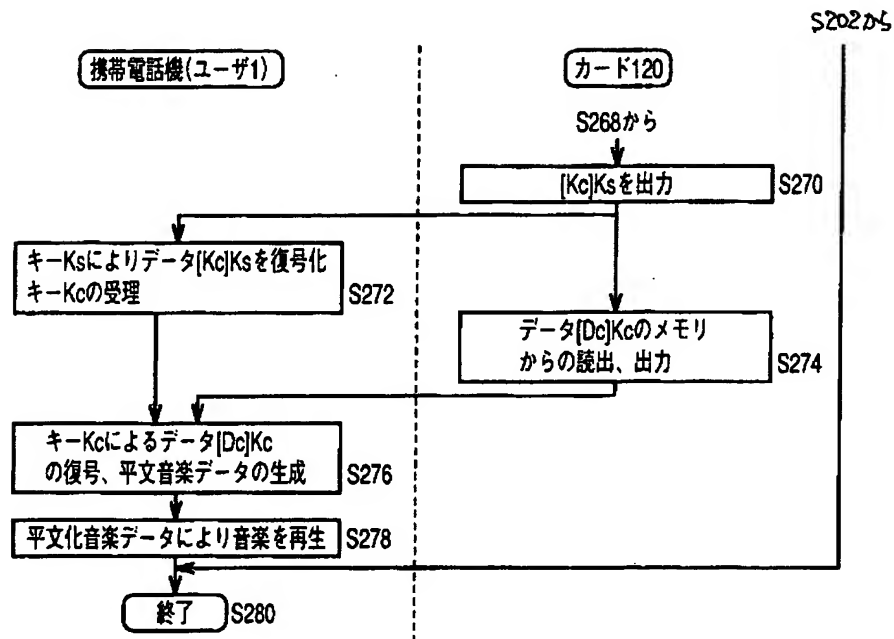 S202から
携帯電話機(ユーザ1)
カード120
S268から
[Kc]Ksを出力
S270
キーKsによりデータ[Kc]Ksを復号化
キーKcの受理
S272
データ[Dc]Kcのメモリ
からの読出、出力
S274
キーKcによるデータ[Dc]Kc
の復号、平文音楽データの生成
S276
平文化音楽データにより音楽を再生
S278
終了
S280